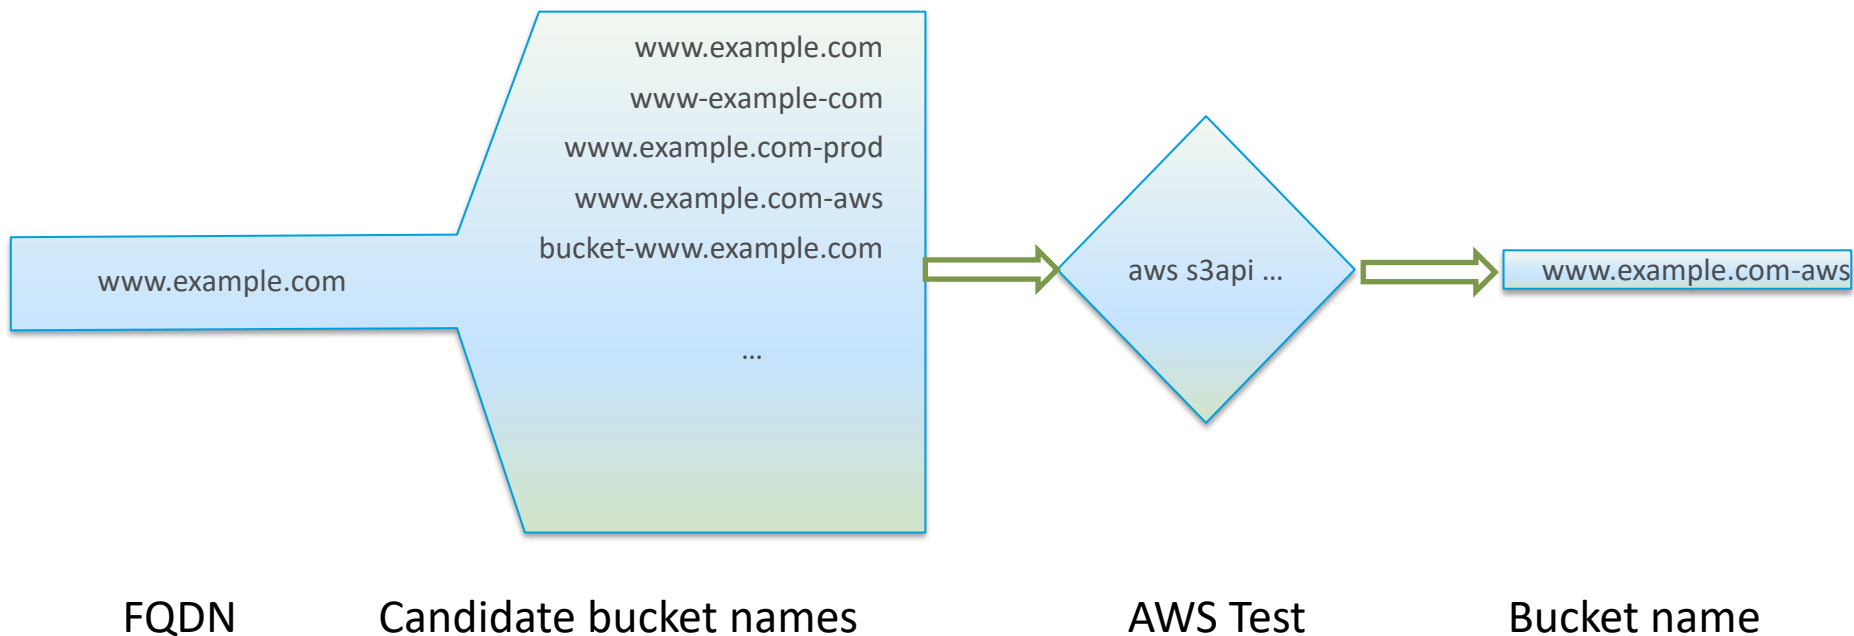 www.example.com
www.example.com
www-example-com
www.example.com-prod
www.example.com-aws
bucket-www.example.com
...
aws s3api ...
www.example.com-aws
FQDN
Candidate bucket names
AWS Test
Bucket name